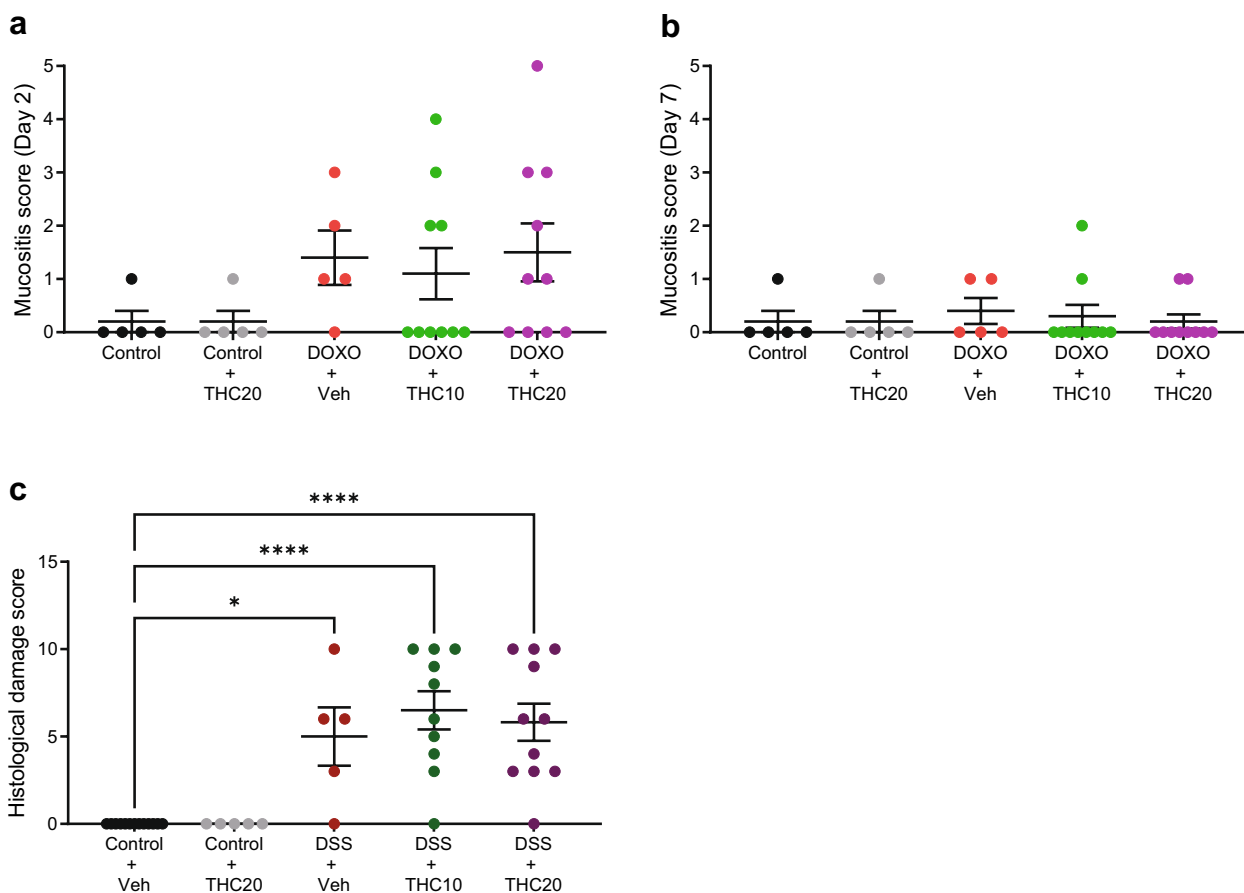 a
Mucositis score (Day 2)
5
4
3
2
1
0
Control
Control
+
THC20
DOXO
+
Veh
DOXO
+
THC10
DOXO
+
THC20
b
Mucositis score (Day 7)
5
4
3
2
1
0
Control
Control
+
THC20
DOXO
+
Veh
DOXO
+
THC10
DOXO
+
THC20
c
Histological damage score
****
****
*
15
10
5
0
Control
+
Veh
Control
+
THC20
DSS
+
Veh
DSS
+
THC10
DSS
+
THC20